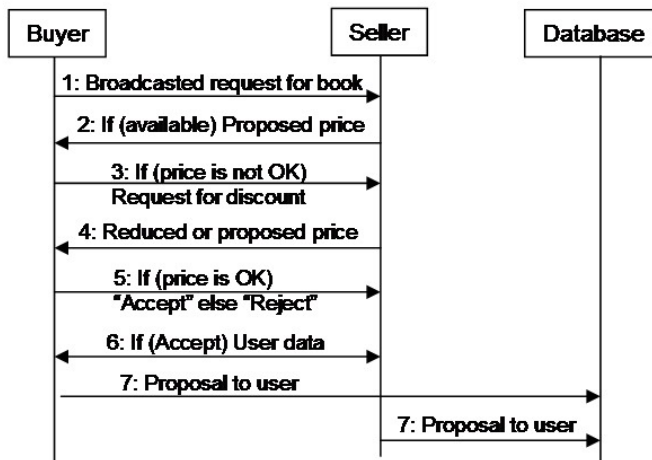 Buyer
Seller
Database
1: Broadcasted request for book
2: If (available) Proposed price
3: If (price is not OK)
Request for discount
4: Reduced or proposed price
5: If (price is OK)
“Accept” else “Reject”
6: If (Accept) User data
7: Proposal to user
7: Proposal to user